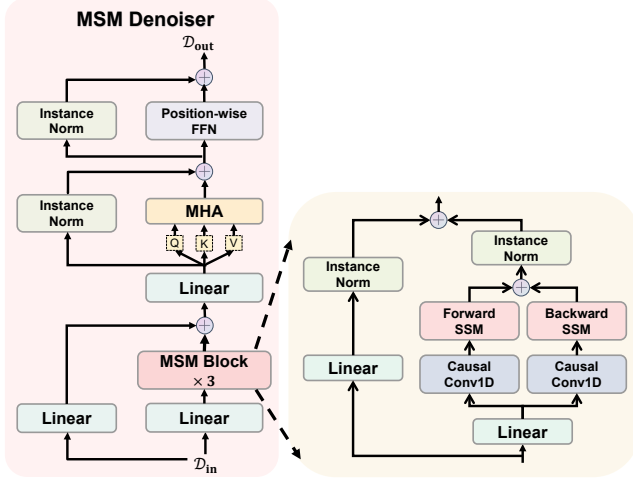 MSM Denoiser
𝒟out
Instance
Norm
Position-wise
FFN
Instance
Norm
MHA
Q
K
V
Linear
MSM Block
× 3
Linear
Linear
𝒟in
Instance
Norm
Instance
Norm
Forward
SSM
Backward
SSM
Linear
Causal
Conv1D
Causal
Conv1D
Linear